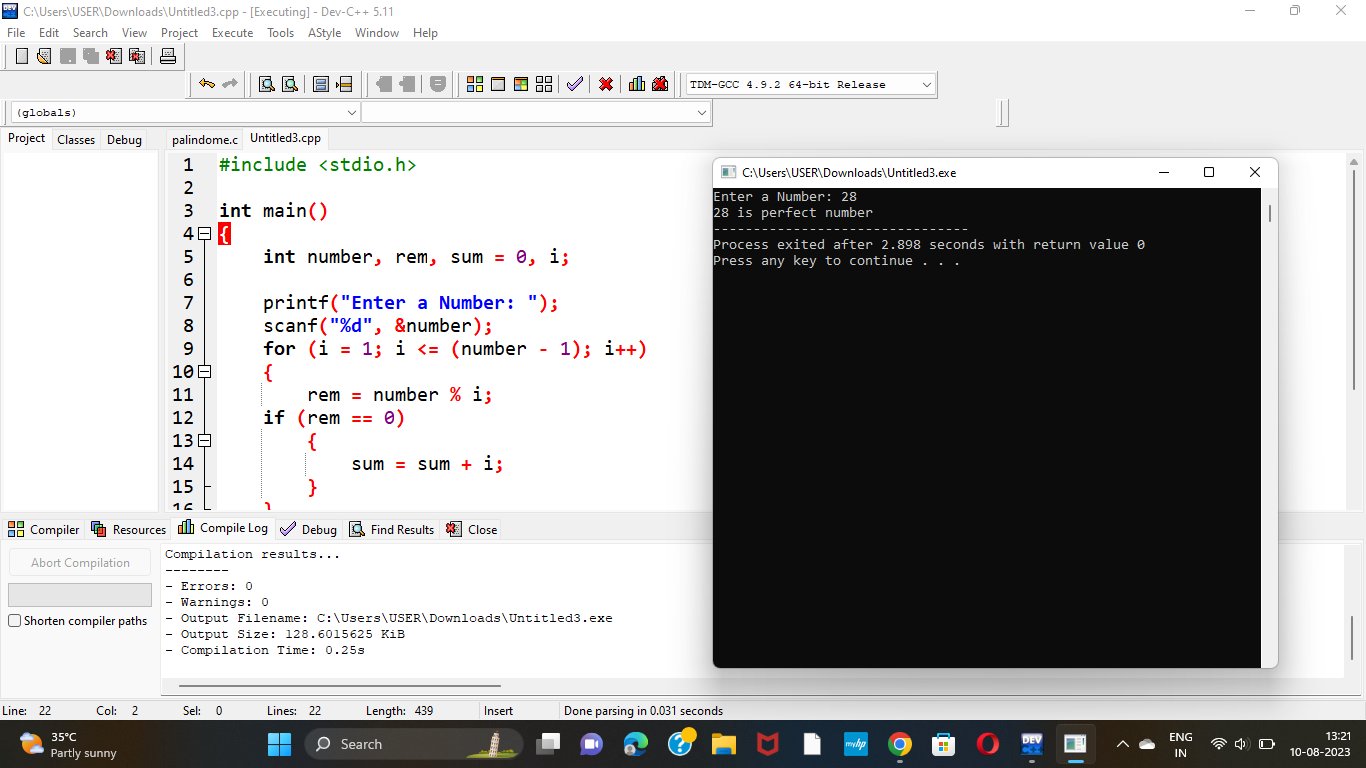 C:\Users\USER\Downloads\Untitled3.cpp - [Executing] - Dev-C++ 5.11
File Edit Search View Project Execute Tools AStyle Window Help
TDM-GCC 4.9.2 64-bit Release
(globals)
Project Classes Debug
palindome.c Untitled3.cpp
1 #include <stdio.h>
2
3 int main()
4 {
5 int number, rem, sum = 0, i;
6
7 printf("Enter a Number: ");
8 scanf("%d", &number);
9 for (i = 1; i <= (number - 1); i++)
10 {
11 rem = number % i;
12 if (rem == 0)
13 {
14 sum = sum + i;
15 }
16 }
C:\Users\USER\Downloads\Untitled3.exe
Enter a Number: 28
28 is perfect number
--------------------------------
Process exited after 2.898 seconds with return value 0
Press any key to continue . . .
Compiler Resources Compile Log Debug Find Results Close
Abort Compilation
Shorten compiler paths
Compilation results...
--------
- Errors: 0
- Warnings: 0
- Output Filename: C:\Users\USER\Downloads\Untitled3.exe
- Output Size: 128.6015625 KiB
- Compilation Time: 0.25s
Line: 22 Col: 2 Sel: 0 Lines: 22 Length: 439 Insert Done parsing in 0.031 seconds
35°C
Partly sunny
Search
myhp
DEV
ENG
IN
13:21
10-08-2023